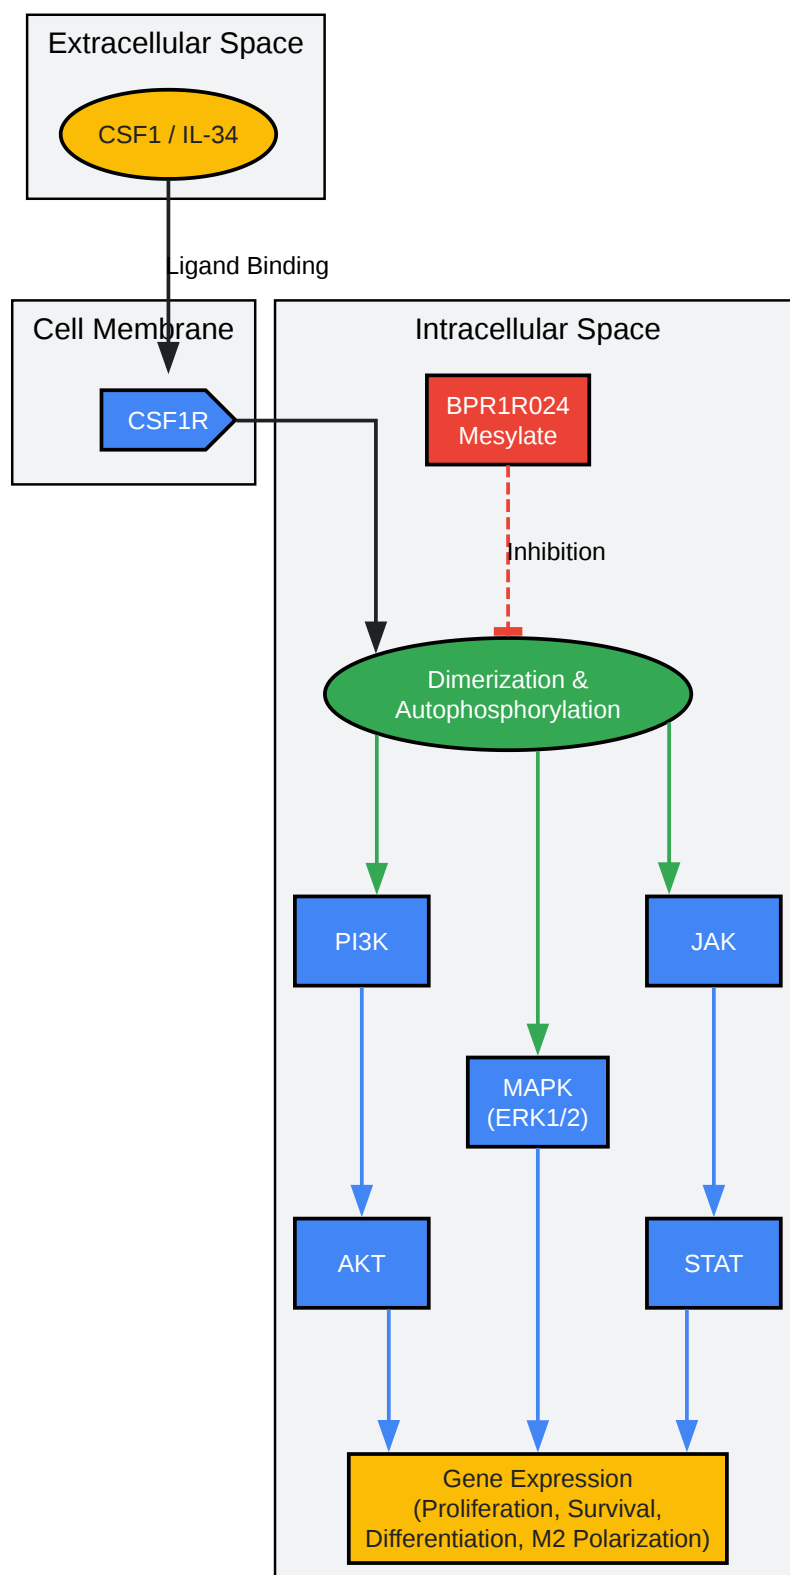 Extracellular Space
CSF1 / IL-34
Ligand Binding
Cell Membrane
CSF1R
Intracellular Space
BPR1R024
Mesylate
Inhibition
Dimerization &
Autophosphorylation
PI3K
JAK
MAPK
(ERK1/2)
AKT
STAT
Gene Expression
(Proliferation, Survival,
Differentiation, M2 Polarization)